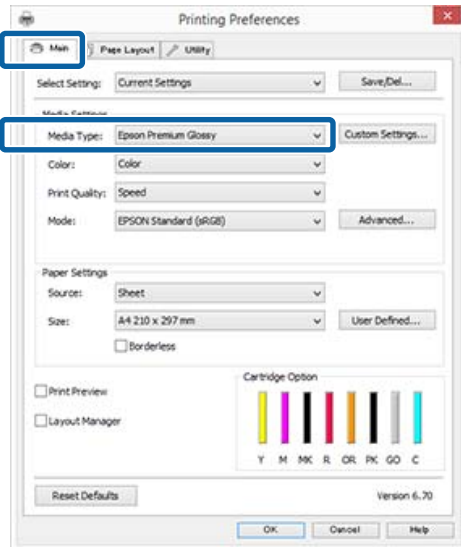 Printing Preferences
Main Page Layout Utility
Select Setting: Current Settings Save/Del...
Media Settings
Media Type: Epson Premium Glossy Custom Settings...
Color: Color
Print Quality: Speed
Mode: EPSON Standard (sRGB) Advanced...
Paper Settings
Source: Sheet
Size: A4 210 x 297 mm User Defined...
Borderless
Cartridge Option
Print Preview
Layout Manager
Y M MK R OR PK GO C
Reset Defaults Version 6.70
OK Cancel Help